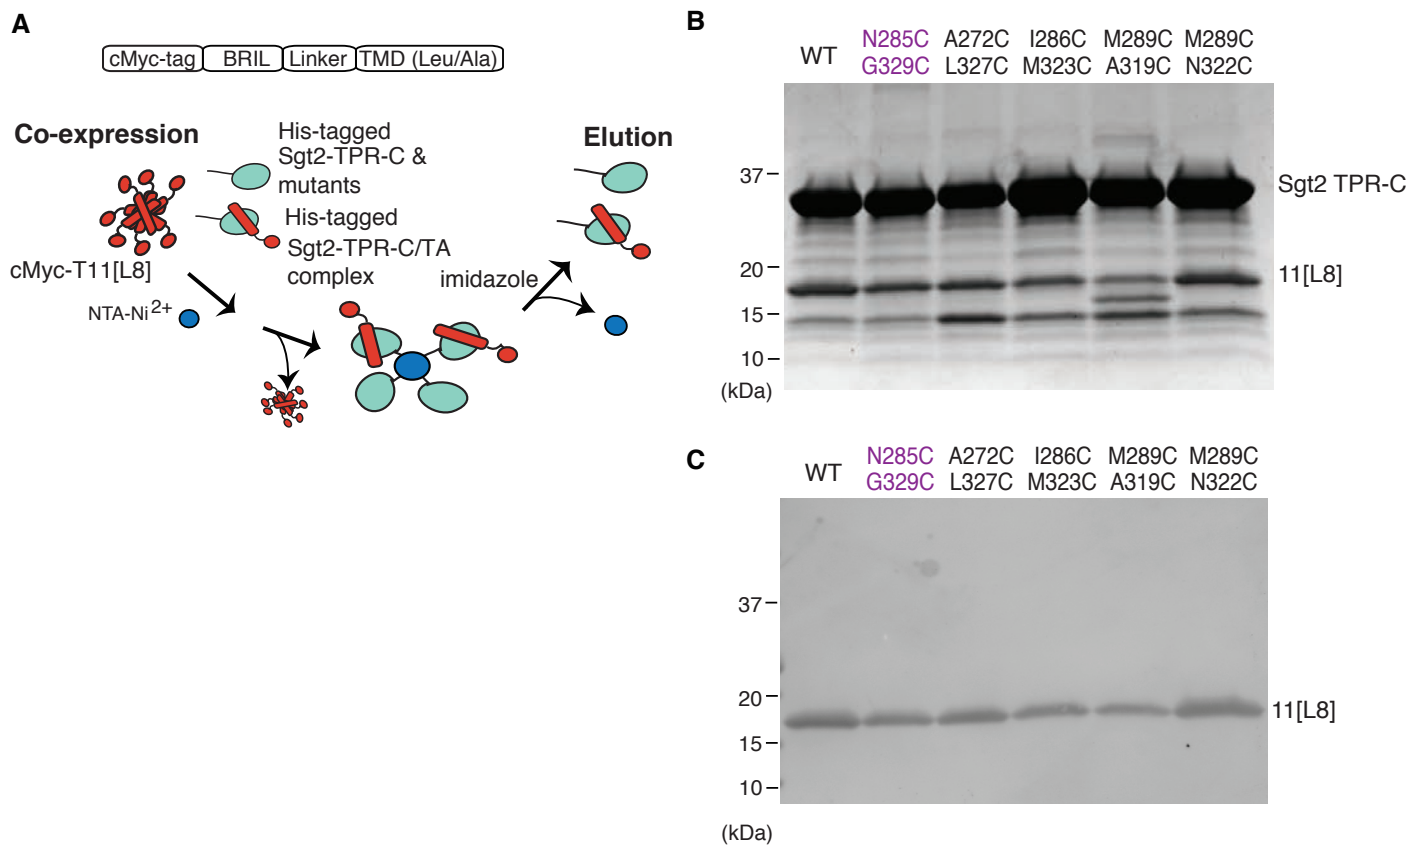 A
cMyc-tag BRIL Linker TMD (Leu/Ala)
Co-expression
His-tagged
Sgt2-TPR-C &
mutants
His-tagged
Sgt2-TPR-C/TA
complex
cMyc-T11[L8]
NTA-Ni2+
imidazole
Elution
B
WT
N285C A272C I286C M289C M289C
G329C L327C M323C A319C N322C
37
20
15
10
(kDa)
Sgt2 TPR-C
11[L8]
C
WT
N285C A272C I286C M289C M289C
G329C L327C M323C A319C N322C
37
20
15
10
(kDa)
11[L8]